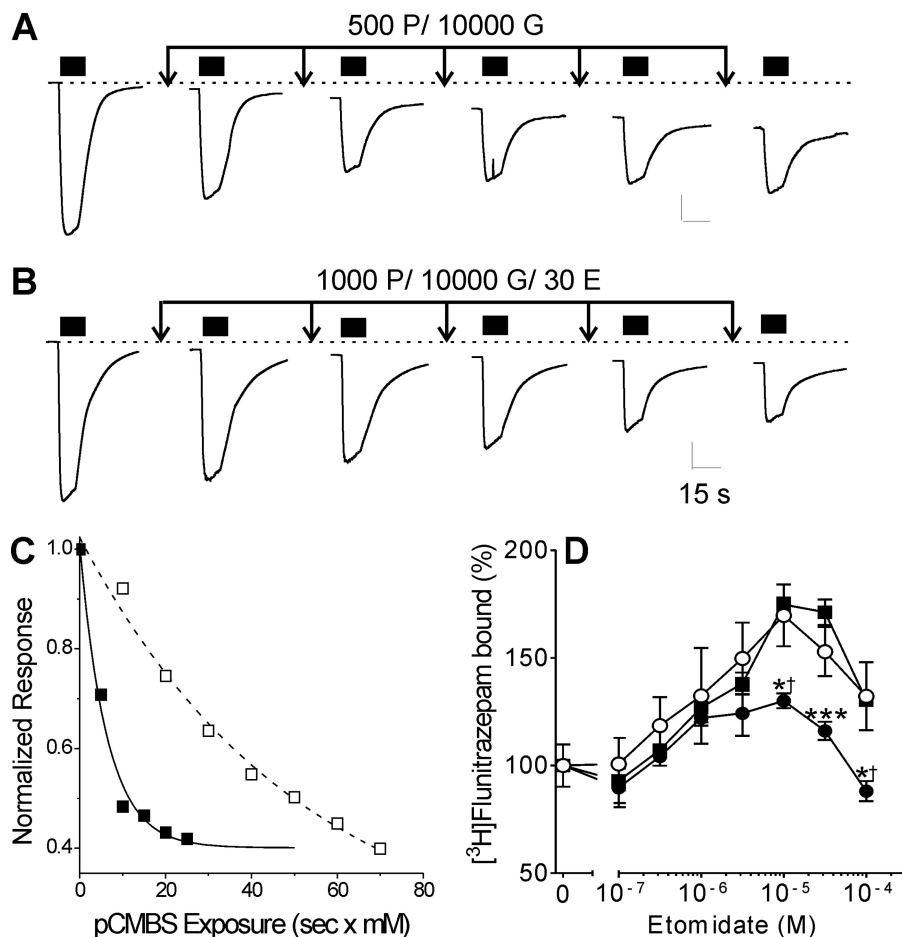 A
500 P/ 10000 G
B
1000 P/ 10000 G/ 30 E
15 s
C
Normalized Response
1.0
0.8
0.6
0.4
0 20 40 60 80
pCMBS Exposure (sec x mM)
D
[³H]Flunitrazepam bound (%)
200
150
100
50
*†
***
*†
0 10⁻⁷ 10⁻⁶ 10⁻⁵ 10⁻⁴
Etomidate (M)